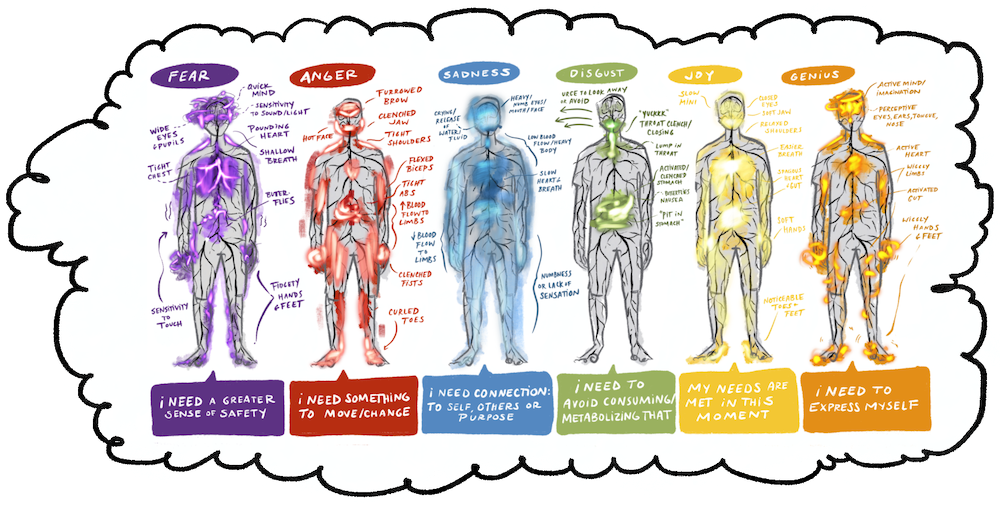 FEAR
QUICK
MIND
SENSITIVITY
TO SOUND/LIGHT
WIDE
EYES
& PUPILS
POUNDING
HEART
SHALLOW
BREATH
TIGHT
CHEST
BUTTER-
FLIES
SENSITIVITY
TO
TOUCH
FIDGETY
HANDS
& FEET
i NEED A GREATER
SENSE OF SAFETY
ANGER
FURROWED
BROW
CLENCHED
JAW
HOT FACE
TIGHT
SHOULDERS
FLEXED
BICEPS
TIGHT
ABS
↑ BLOOD
FLOW TO
LIMBS
CLENCHED
FISTS
CURLED
TOES
i NEED SOMETHING
TO MOVE/CHANGE
SADNESS
CRYING/
RELEASE
OF
WATER/
FLUID
HEAVY/
NUMB EYES/
MOUTH/FACE
LOW BLOOD
FLOW/HEAVY
BODY
SLOW
HEART &
BREATH
↓ BLOOD
FLOW
TO
LIMBS
NUMBNESS
OR LACK OF
SENSATION
i NEED CONNECTION:
TO SELF, OTHERS OR
PURPOSE
DISGUST
URGE TO LOOK AWAY
OR AVOID
"YUCKKK"
THROAT CLENCH/
CLOSING
LUMP IN
THROAT
ACTIVATED/
CLENCHED
STOMACH
NAUSEA
"PIT IN
STOMACH"
i NEED TO
AVOID CONSUMING/
METABOLIZING THAT
JOY
SLOW
MIND
CLOSED
EYES
SOFT JAW
RELAXED
SHOULDERS
EASIER
BREATH
SPACIOUS
HEART
& GUT
SOFT
HANDS
NOTICEABLE
TOES &
FEET
MY NEEDS ARE
MET IN THIS
MOMENT
GENIUS
ACTIVE MIND/
IMAGINATION
PERCEPTIVE
EYES, EARS, TONGUE,
NOSE
ACTIVE
HEART
WIGGLY
LIMBS
ACTIVATED
GUT
WIGGLY
HANDS
& FEET
i NEED TO
EXPRESS MYSELF